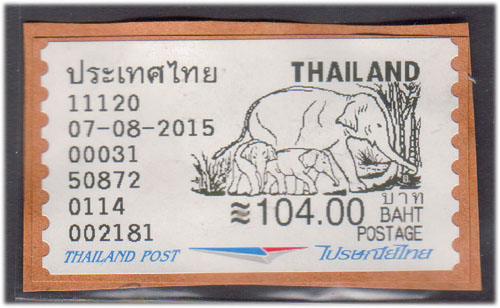 ประเทศไทย
11120
07-08-2015
00031
50872
0114
002181
THAILAND
≈104.00
บาท
BAHT
POSTAGE
THAILAND POST
ไปรษณีย์ไทย